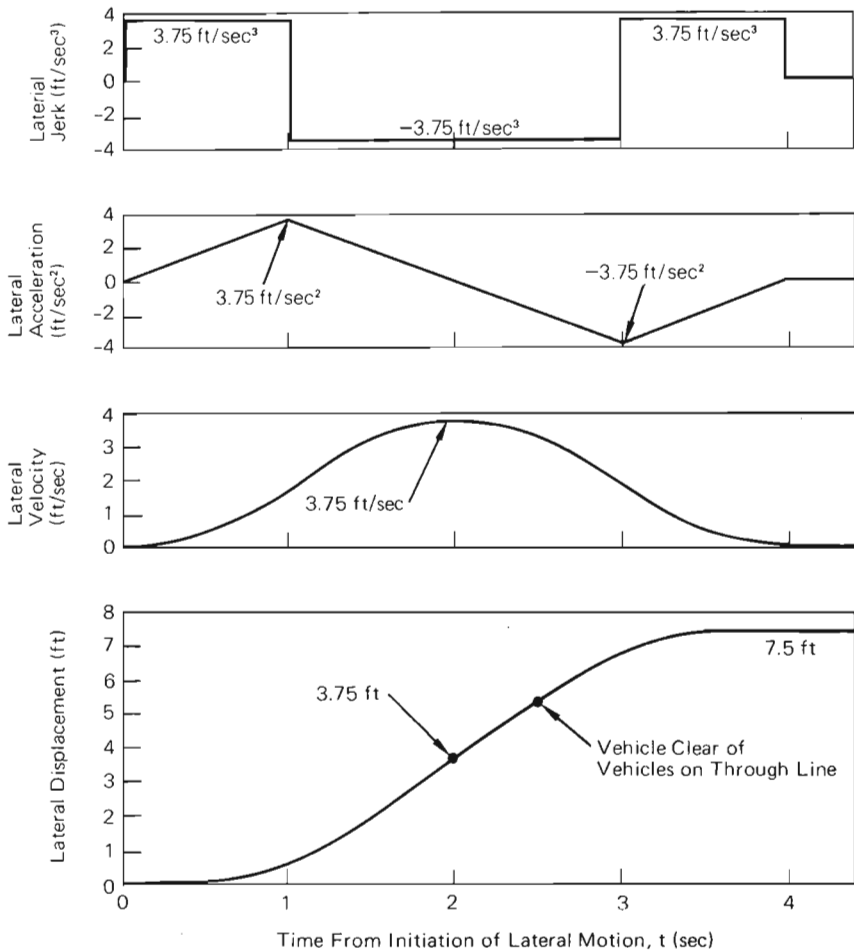 Laterial
Jerk (ft/sec³)
4
2
0
-2
-4
3.75 ft/sec³
−3.75 ft/sec³
3.75 ft/sec³
Lateral
Acceleration
(ft/sec²)
4
2
0
-2
-4
3.75 ft/sec²
−3.75 ft/sec²
Lateral
Velocity
(ft/sec)
4
3
2
1
0
3.75 ft/sec
Lateral Displacement (ft)
8
7
6
5
4
3
2
1
0
3.75 ft
7.5 ft
Vehicle Clear of
Vehicles on Through Line
0 1 2 3 4
Time From Initiation of Lateral Motion, t (sec)